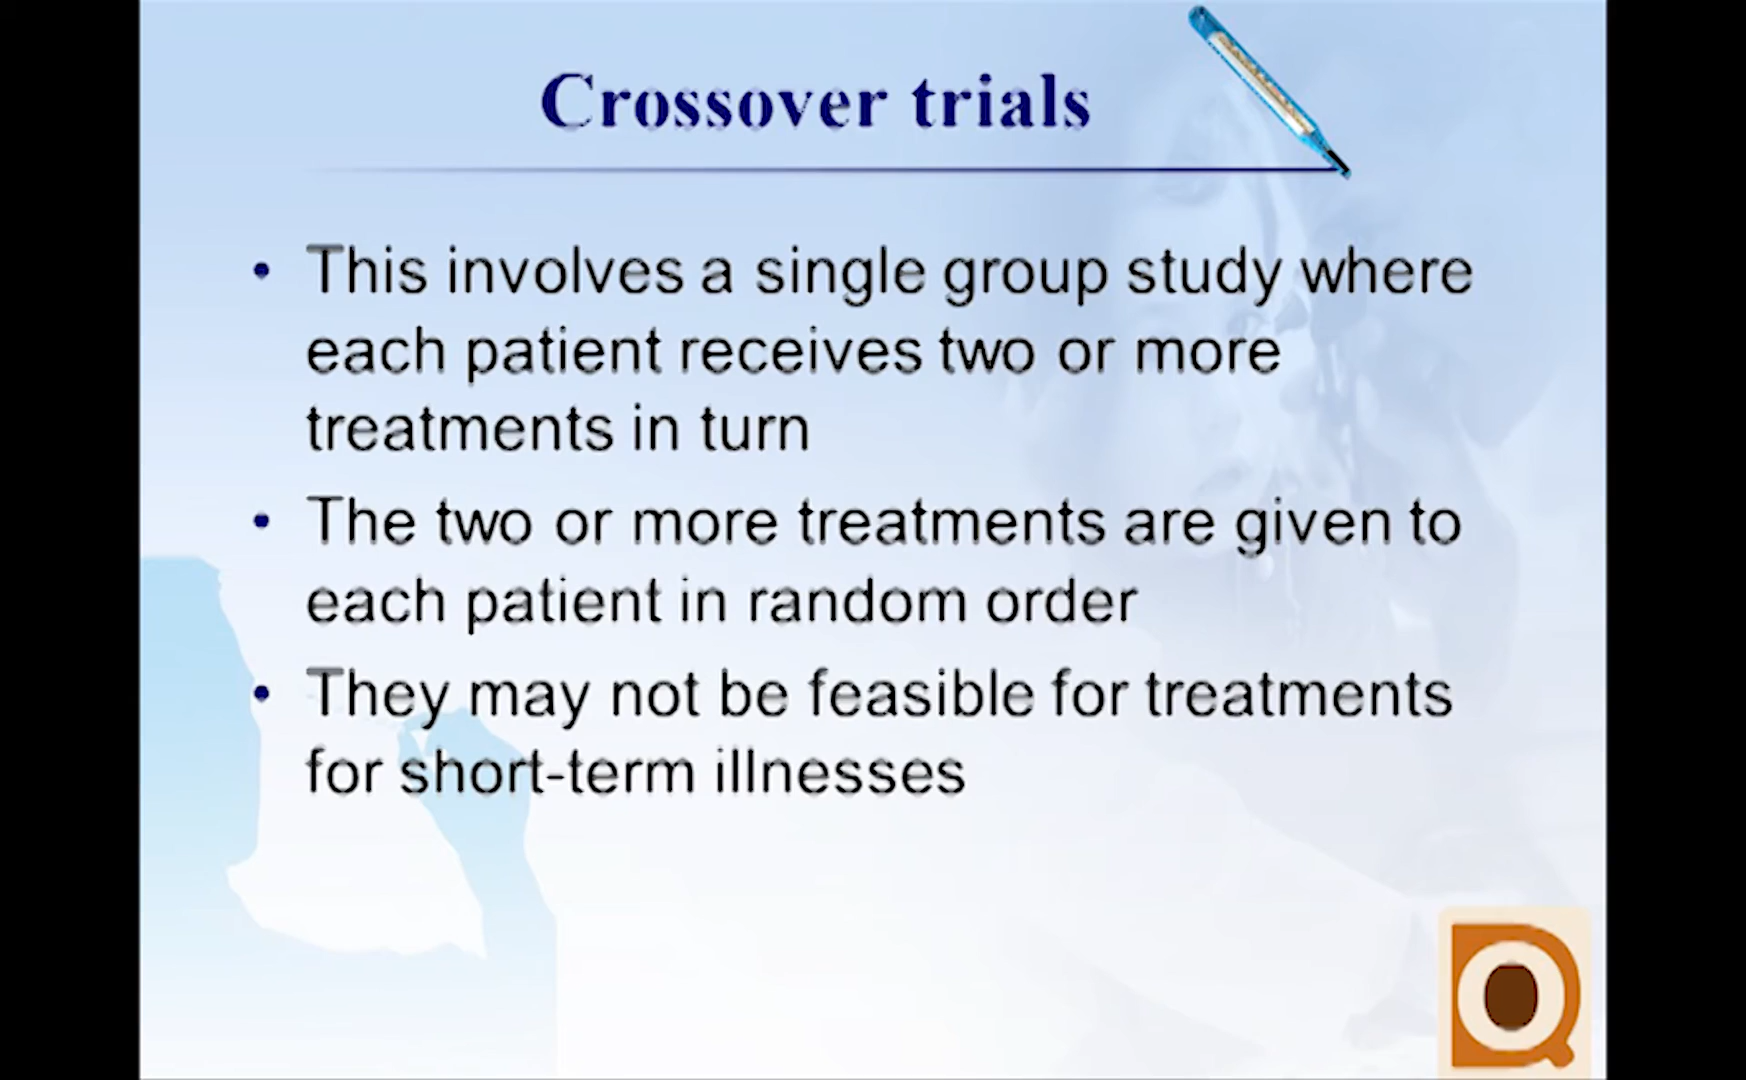 Crossover trials
• This involves a single group study where
each patient receives two or more
treatments in turn
• The two or more treatments are given to
each patient in random order
• They may not be feasible for treatments
for short-term illnesses